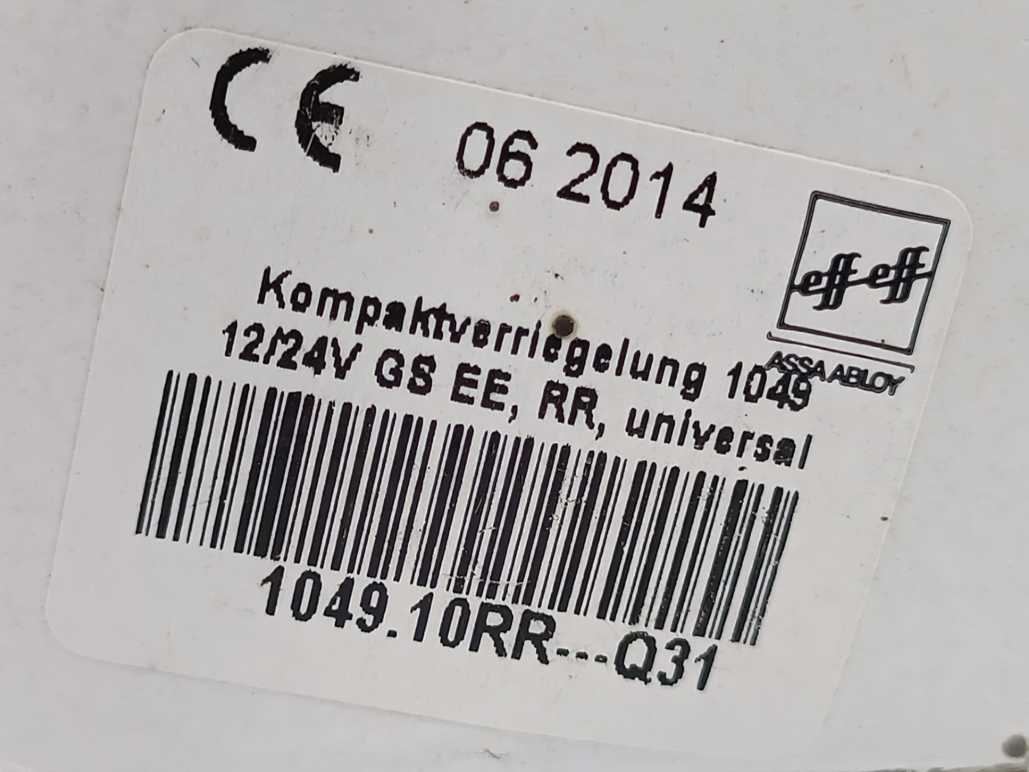 CE 06 2014
eff eff
ASSA ABLOY
Kompaktverriegelung 1049
12/24V GS EE, RR, universal
1049.10RR---Q31